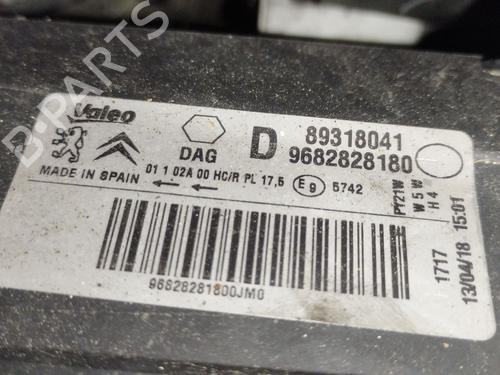 Valeo
DAG
D
89318041
9682828180
MADE IN SPAIN
01 1 02A 00 HC/R PL 17,5
E9
5742
PY21W
W5W
H4
1717
13/04/18 15:01
96828281800JM0
B-PARTS